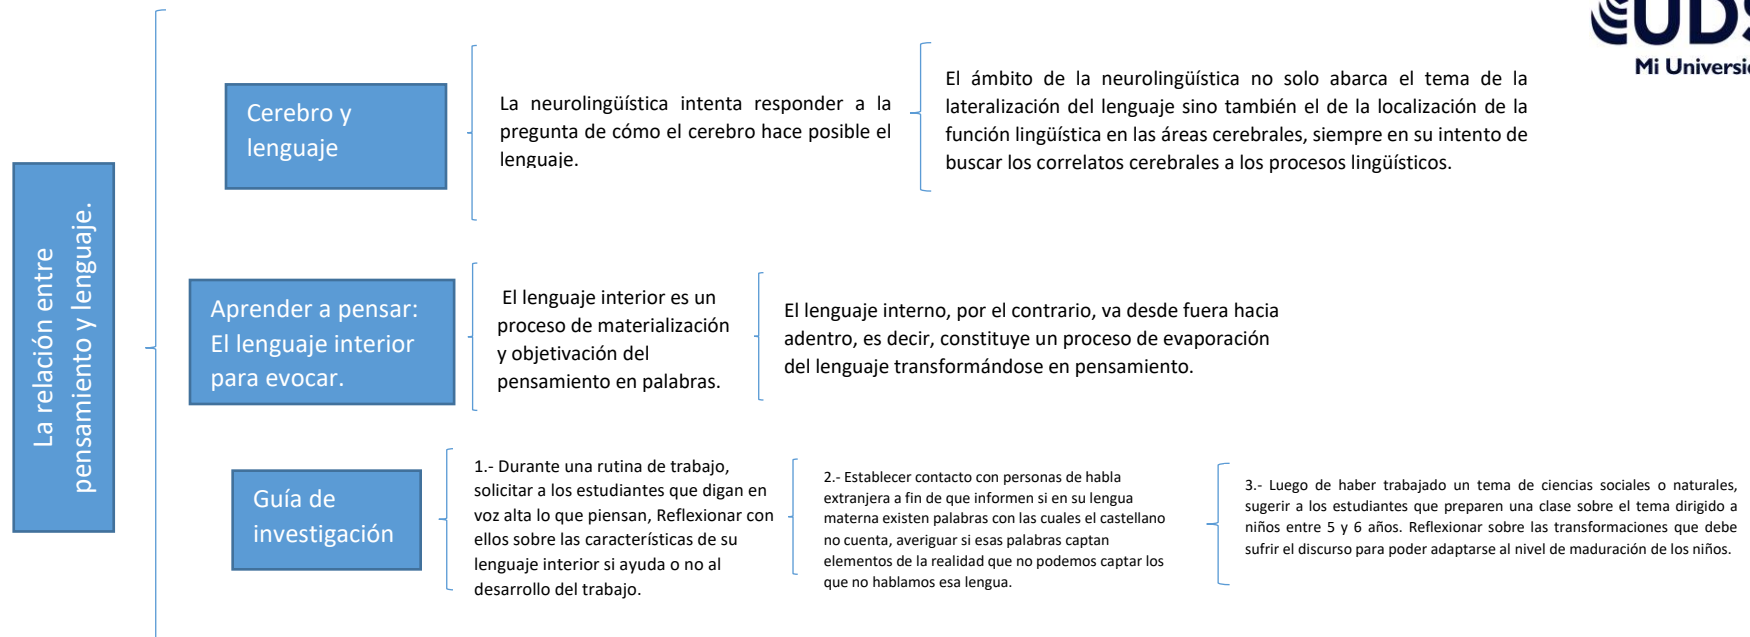 UDS
Mi Universi
La relación entre
pensamiento y lenguaje.
Cerebro y
lenguaje
La neurolingüística intenta responder a la
pregunta de cómo el cerebro hace posible el
lenguaje.
El ámbito de la neurolingüística no solo abarca el tema de la
lateralización del lenguaje sino también el de la localización de la
función lingüística en las áreas cerebrales, siempre en su intento de
buscar los correlatos cerebrales a los procesos lingüísticos.
Aprender a pensar:
El lenguaje interior
para evocar.
El lenguaje interior es un
proceso de materialización
y objetivación del
pensamiento en palabras.
El lenguaje interno, por el contrario, va desde fuera hacia
adentro, es decir, constituye un proceso de evaporación
del lenguaje transformándose en pensamiento.
Guía de
investigación
1.- Durante una rutina de trabajo,
solicitar a los estudiantes que digan en
voz alta lo que piensan, Reflexionar con
ellos sobre las características de su
lenguaje interior si ayuda o no al
desarrollo del trabajo.
2.- Establecer contacto con personas de habla
extranjera a fin de que informen si en su lengua
materna existen palabras con las cuales el castellano
no cuenta, averiguar si esas palabras captan
elementos de la realidad que no podemos captar los
que no hablamos esa lengua.
3.- Luego de haber trabajado un tema de ciencias sociales o naturales,
sugerir a los estudiantes que preparen una clase sobre el tema dirigido a
niños entre 5 y 6 años. Reflexionar sobre las transformaciones que debe
sufrir el discurso para poder adaptarse al nivel de maduración de los niños.